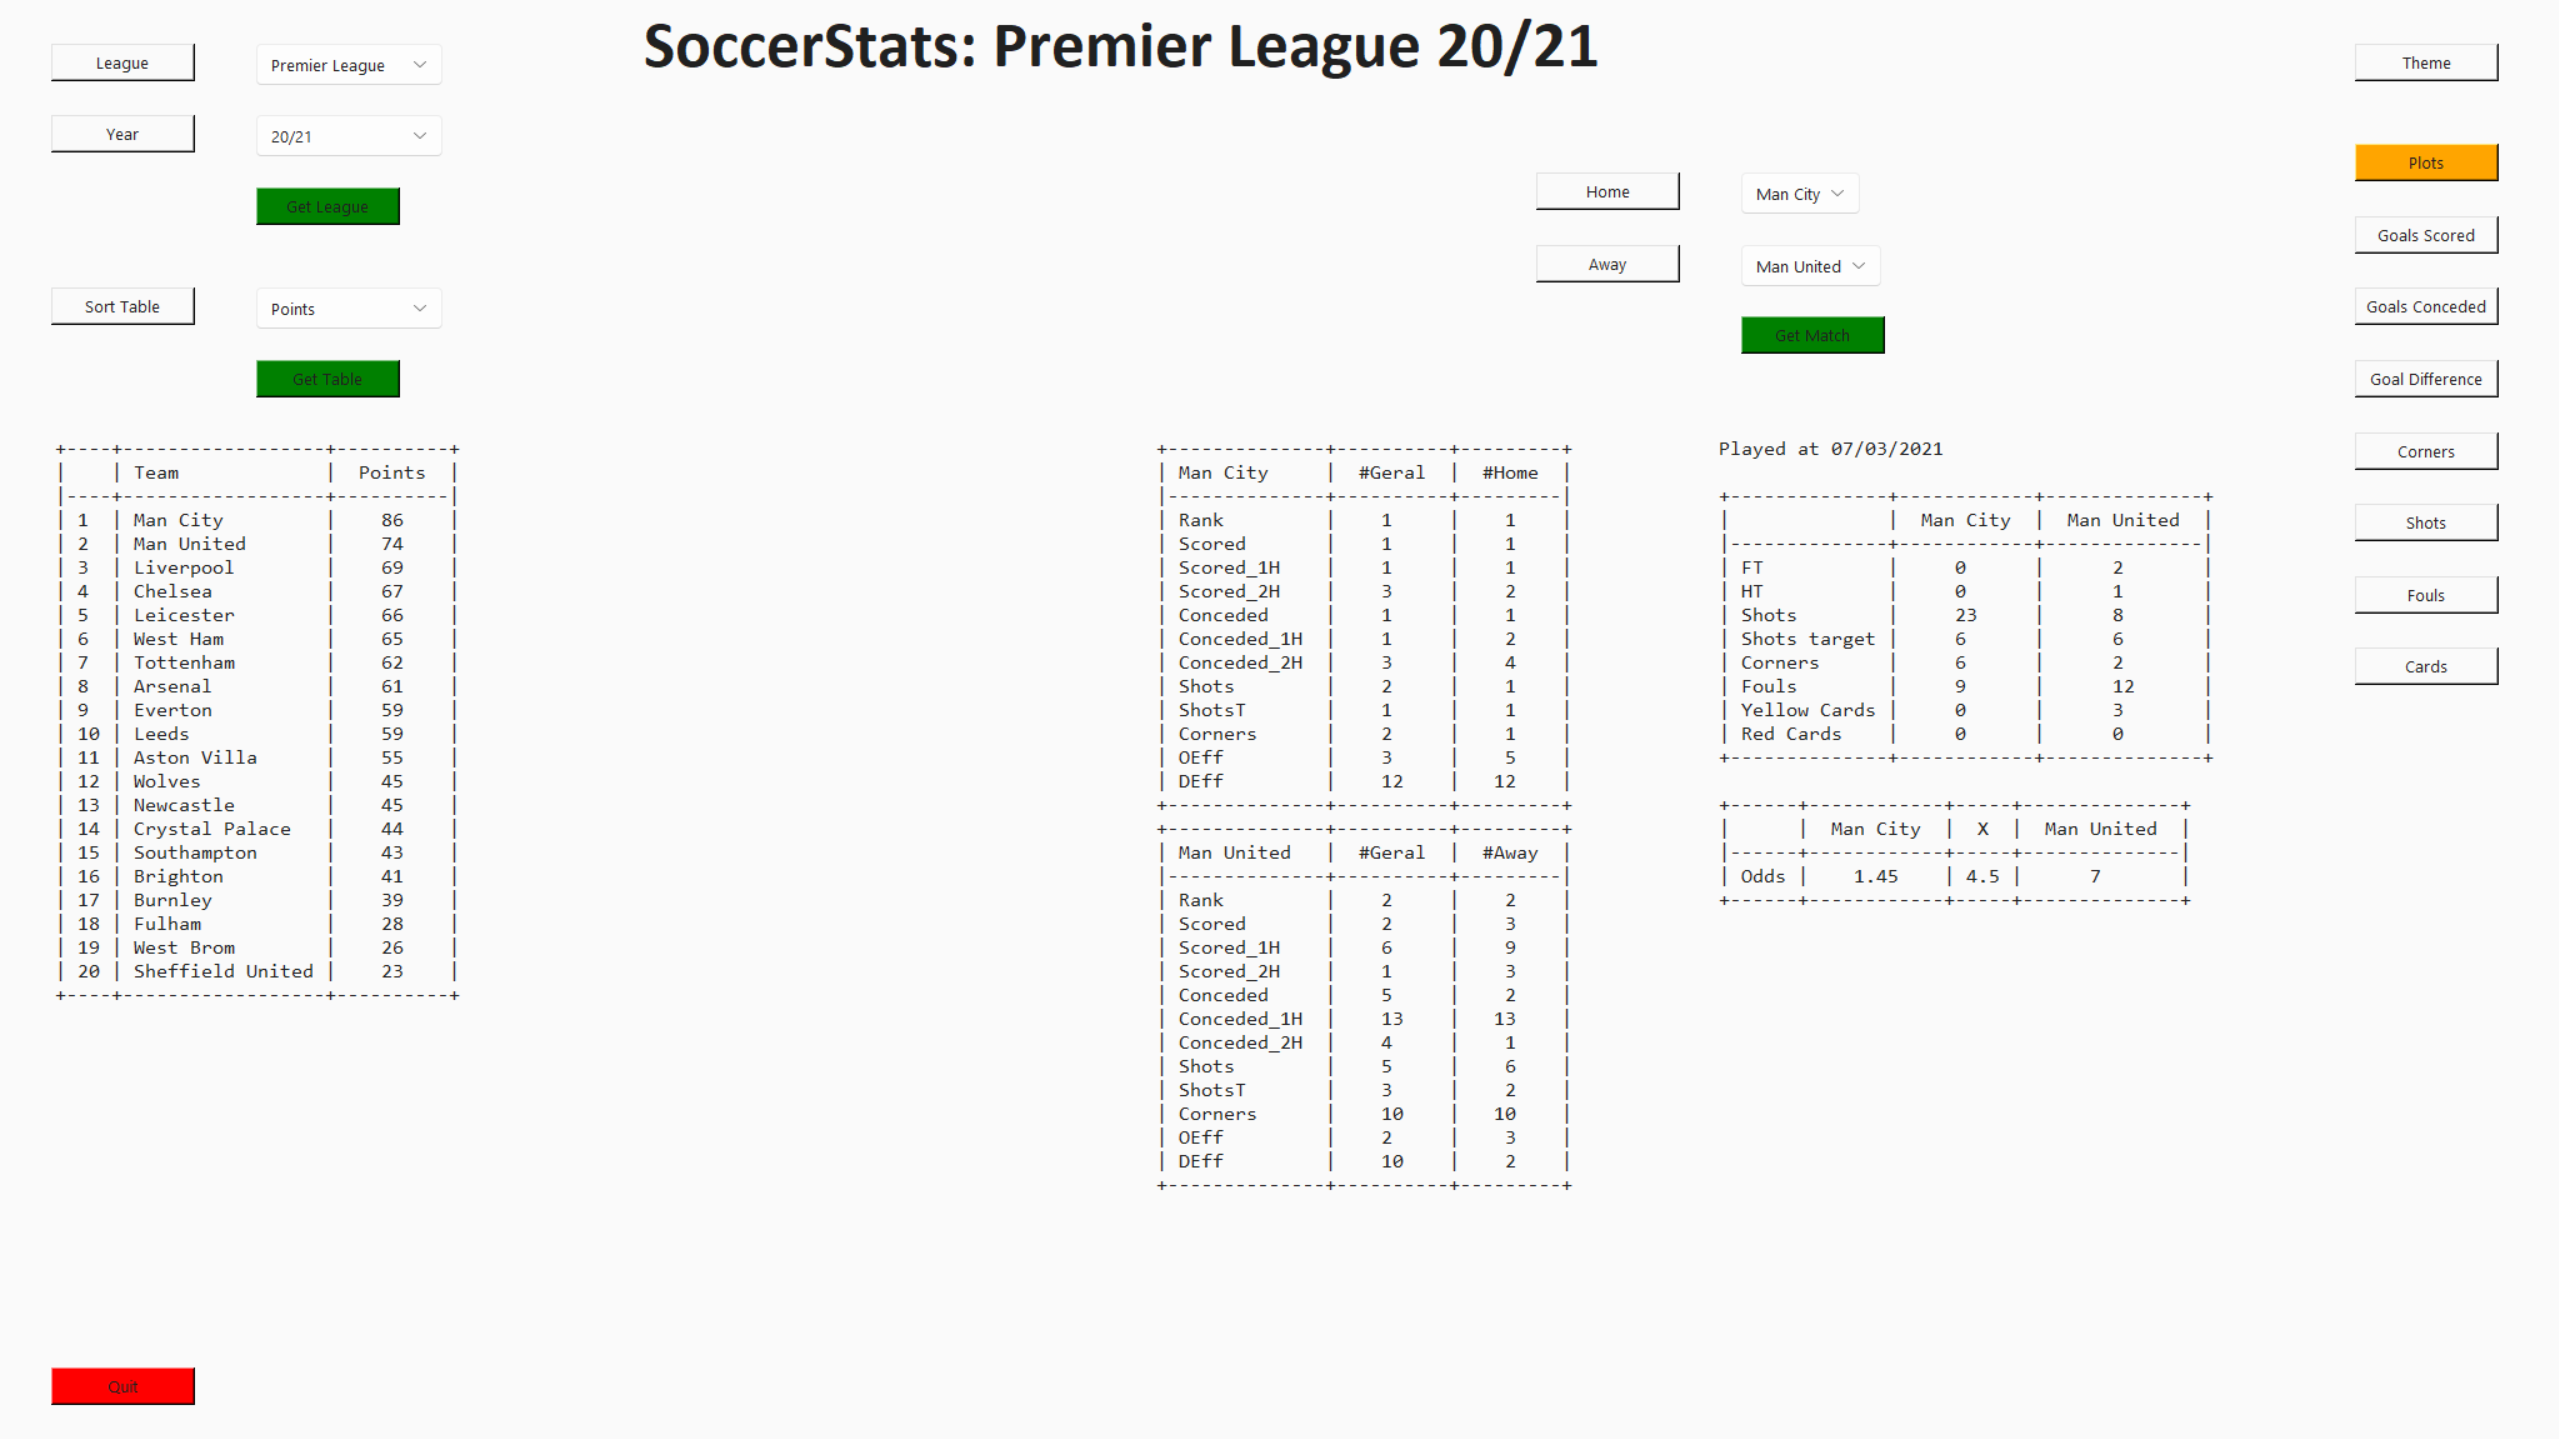 SoccerStats: Premier League 20/21
League
Premier League
Year
20/21
Get League
Sort Table
Points
Get Table
Home
Man City
Away
Man United
Get Match
Theme
Plots
Goals Scored
Goals Conceded
Goal Difference
Corners
Shots
Fouls
Cards
+----+------------------+----------+
|    | Team             |  Points  |
|----+------------------+----------|
| 1  | Man City         |    86    |
| 2  | Man United       |    74    |
| 3  | Liverpool        |    69    |
| 4  | Chelsea          |    67    |
| 5  | Leicester        |    66    |
| 6  | West Ham         |    65    |
| 7  | Tottenham        |    62    |
| 8  | Arsenal          |    61    |
| 9  | Everton          |    59    |
| 10 | Leeds            |    59    |
| 11 | Aston Villa      |    55    |
| 12 | Wolves           |    45    |
| 13 | Newcastle        |    45    |
| 14 | Crystal Palace   |    44    |
| 15 | Southampton      |    43    |
| 16 | Brighton         |    41    |
| 17 | Burnley          |    39    |
| 18 | Fulham           |    28    |
| 19 | West Brom        |    26    |
| 20 | Sheffield United |    23    |
+----+------------------+----------+
+--------------+----------+---------+
| Man City     |  #Geral  |  #Home  |
|--------------+----------+---------|
| Rank         |    1     |    1    |
| Scored       |    1     |    1    |
| Scored_1H    |    1     |    1    |
| Scored_2H    |    3     |    2    |
| Conceded     |    1     |    1    |
| Conceded_1H  |    1     |    2    |
| Conceded_2H  |    3     |    4    |
| Shots        |    2     |    1    |
| ShotsT       |    1     |    1    |
| Corners      |    2     |    1    |
| OEff         |    3     |    5    |
| DEff         |    12    |   12    |
+--------------+----------+---------+
+--------------+----------+---------+
| Man United   |  #Geral  |  #Away  |
|--------------+----------+---------|
| Rank         |    2     |    2    |
| Scored       |    2     |    3    |
| Scored_1H    |    6     |    9    |
| Scored_2H    |    1     |    3    |
| Conceded     |    5     |    2    |
| Conceded_1H  |    13    |   13    |
| Conceded_2H  |    4     |    1    |
| Shots        |    5     |    6    |
| ShotsT       |    3     |    2    |
| Corners      |    10    |   10    |
| OEff         |    2     |    3    |
| DEff         |    10    |    2    |
+--------------+----------+---------+
Played at 07/03/2021
+--------------+------------+--------------+
|              |  Man City  |  Man United  |
|--------------+------------+--------------|
| FT           |     0      |      2       |
| HT           |     0      |      1       |
| Shots        |     23     |      8       |
| Shots target |     6      |      6       |
| Corners      |     6      |      2       |
| Fouls        |     9      |      12      |
| Yellow Cards |     0      |      3       |
| Red Cards    |     0      |      0       |
+--------------+------------+--------------+
+------+------------+-----+--------------+
|      |  Man City  |  X  |  Man United  |
|------+------------+-----+--------------|
| Odds |    1.45    | 4.5 |      7       |
+------+------------+-----+--------------+
Quit